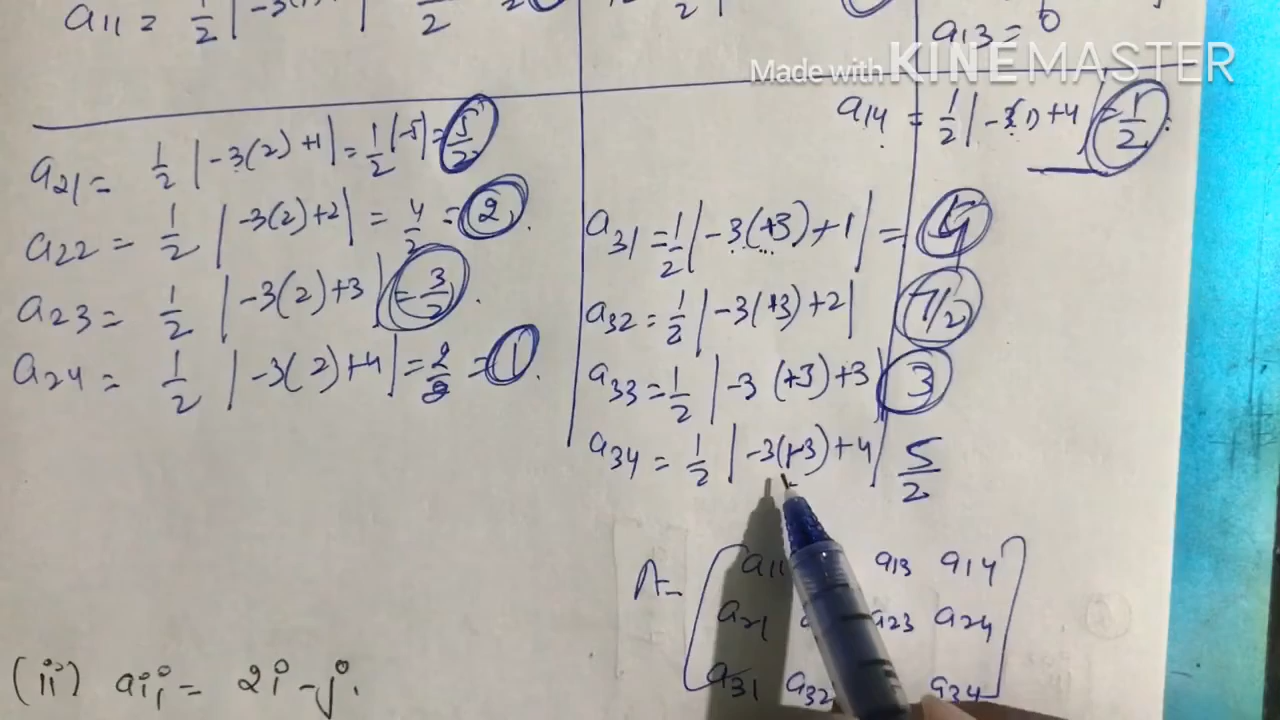 a11 = 1/2 |-3(
a13 = 0
Made with KINEMASTER
a14 = 1/2 |-3(1)+4| = 1/2
a21 = 1/2 |-3(2)+1| = 1/2 |-5| = 5/2
a22 = 1/2 |-3(2)+2| = 4/2 = 2
a23 = 1/2 |-3(2)+3| = 3/2
a24 = 1/2 |-3(2)+4| = 2/2 = 1
a31 = 1/2 |-3(+3)+1| = 4
a32 = 1/2 |-3(+3)+2| 7/2
a33 = 1/2 |-3(+3)+3| 3
a34 = 1/2 |-3(+3)+4| 5/2
A = [ a11 a13 a14
a21 a23 a24
a31 a32 a34 ]
(ii) aij = 2i - j.